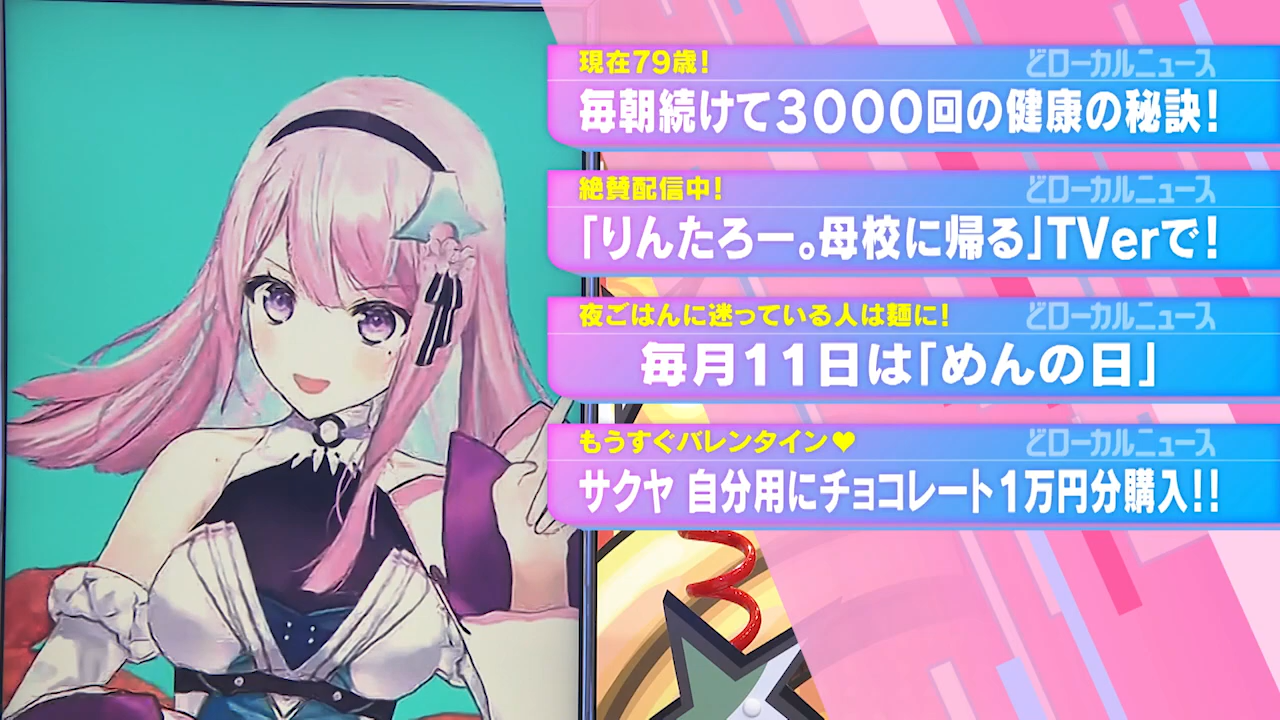 現在79歳！
どローカルニュース
毎朝続けて3000回の健康の秘訣！
絶賛配信中！
どローカルニュース
「りんたろー。母校に帰る」TVerで！
夜ごはんに迷っている人は麺に！
どローカルニュース
毎月11日は「めんの日」
もうすぐバレンタイン♥
どローカルニュース
サクヤ 自分用にチョコレート1万円分購入！！